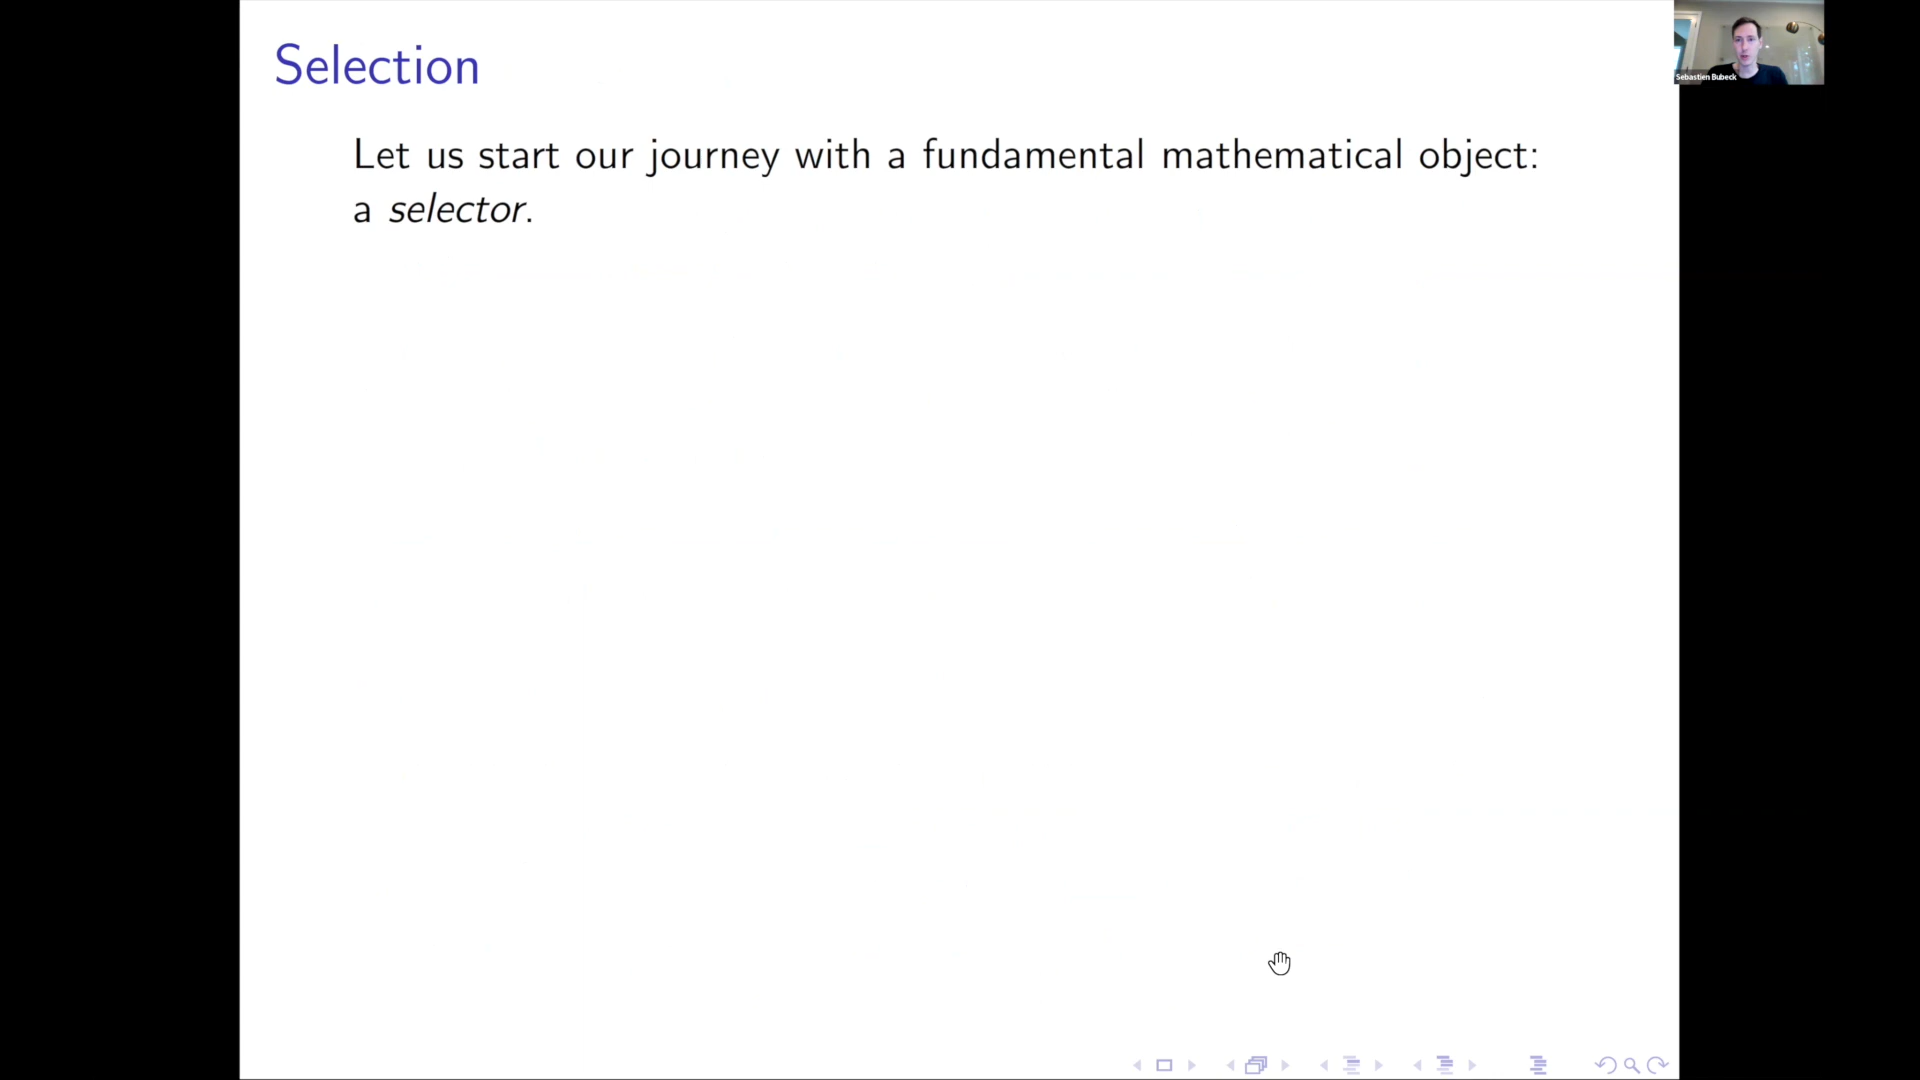 Selection
Let us start our journey with a fundamental mathematical object:
a selector.
Sebastien Bubeck